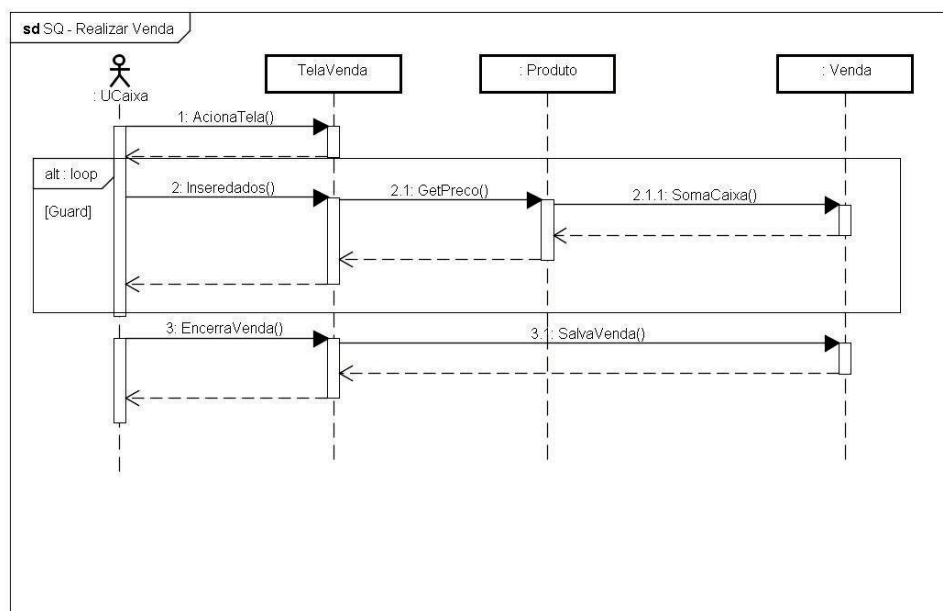 sd SQ - Realizar Venda
: UCaixa
TelaVenda
: Produto
: Venda
1: AcionaTela()
alt : loop
[Guard]
2: Inseredados()
2.1: GetPreco()
2.1.1: SomaCaixa()
3: EncerraVenda()
3.1: SalvaVenda()